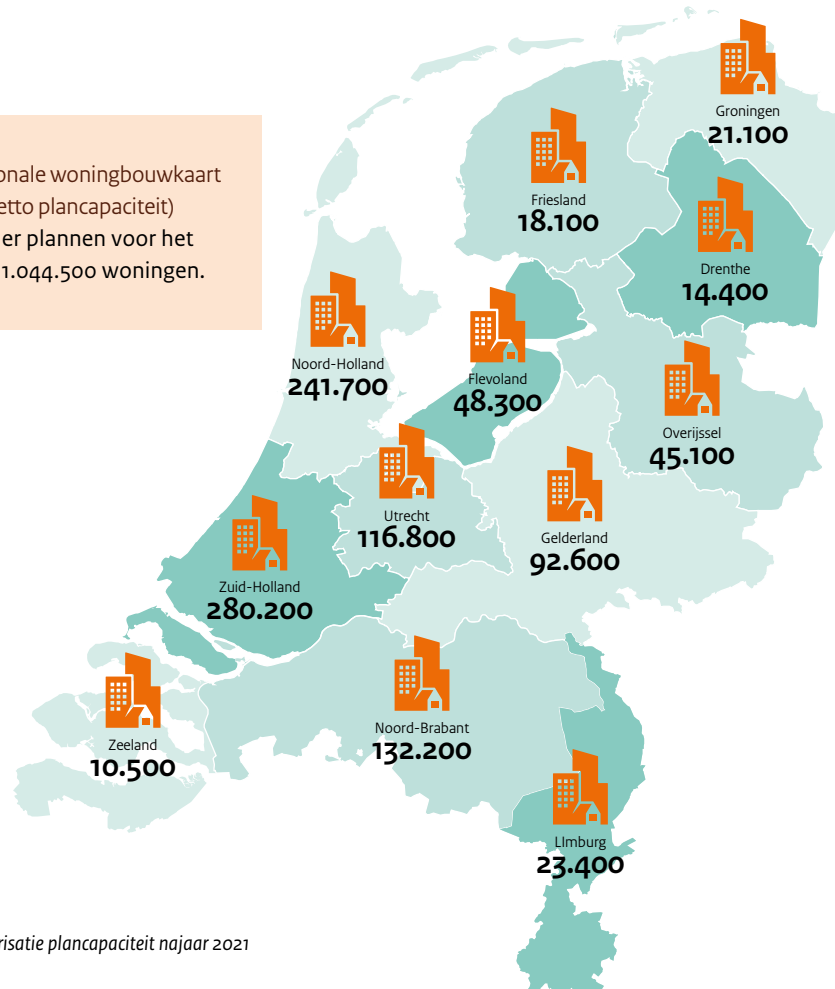 onale woningbouwkaart
etto plancapaciteit)
er plannen voor het
1.044.500 woningen.
Groningen
21.100
Friesland
18.100
Drenthe
14.400
Noord-Holland
241.700
Flevoland
48.300
Overijssel
45.100
Utrecht
116.800
Gelderland
92.600
Zuid-Holland
280.200
Noord-Brabant
132.200
Zeeland
10.500
LImburg
23.400
risatie plancapaciteit najaar 2021